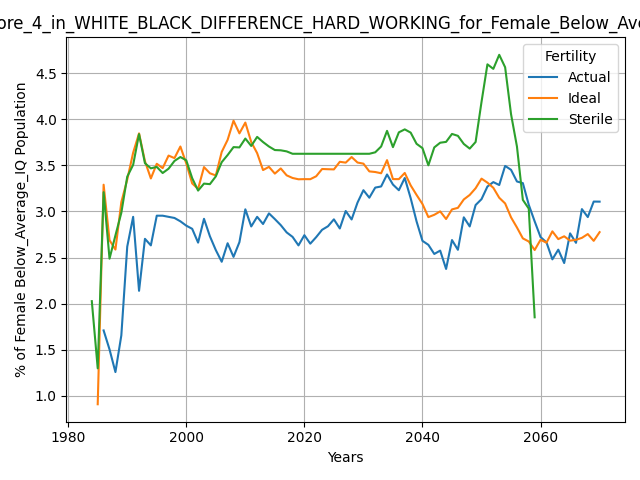 ore_4_in_WHITE_BLACK_DIFFERENCE_HARD_WORKING_for_Female_Below_Ave
Fertility
Actual
Ideal
Sterile
% of Female Below_Average_IQ Population
4.5
4.0
3.5
3.0
2.5
2.0
1.5
1.0
1980
2000
2020
2040
2060
Years